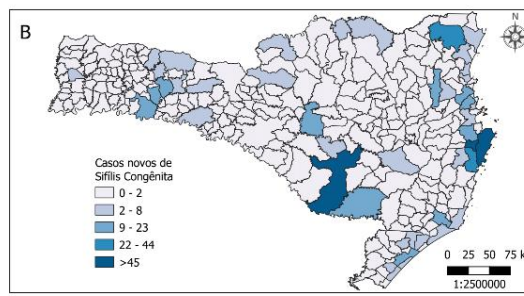 B
N
Casos novos de
Sífilis Congênita
0 - 2
2 - 8
9 - 23
22 - 44
>45
0 25 50 75 k
1:2500000